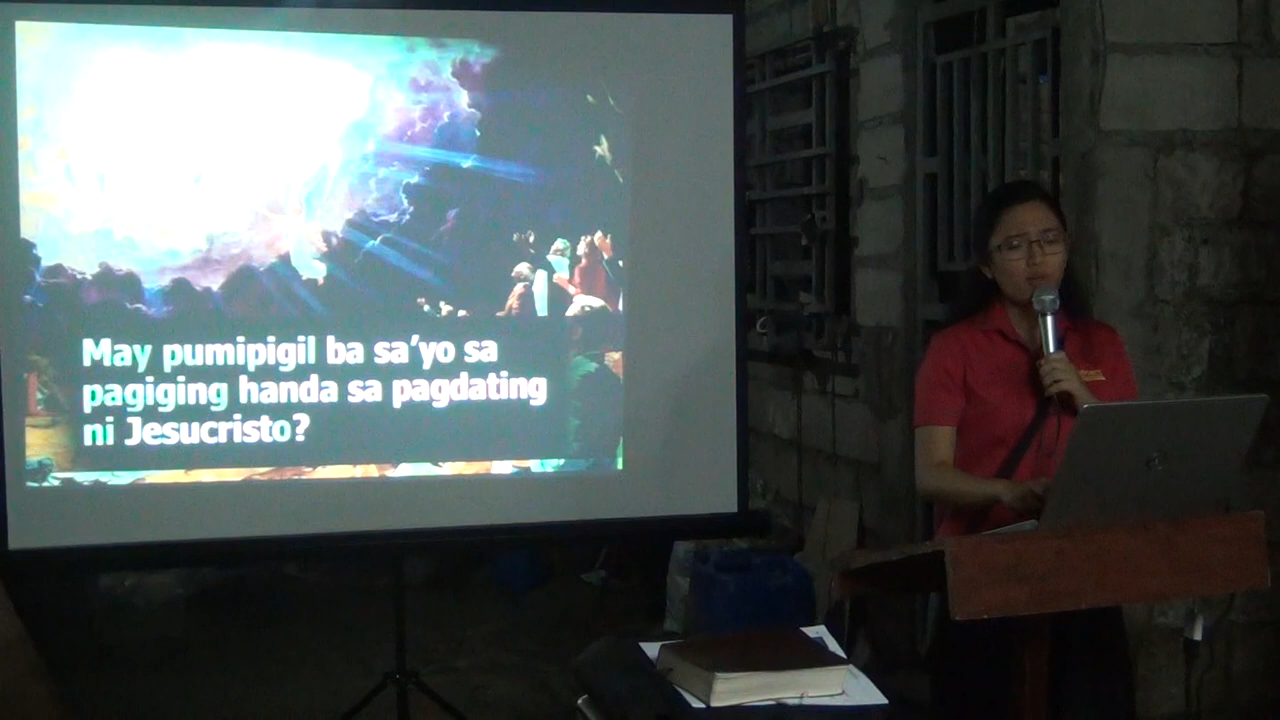 May pumipigil ba sa'yo sa
pagiging handa sa pagdating
ni Jesucristo?